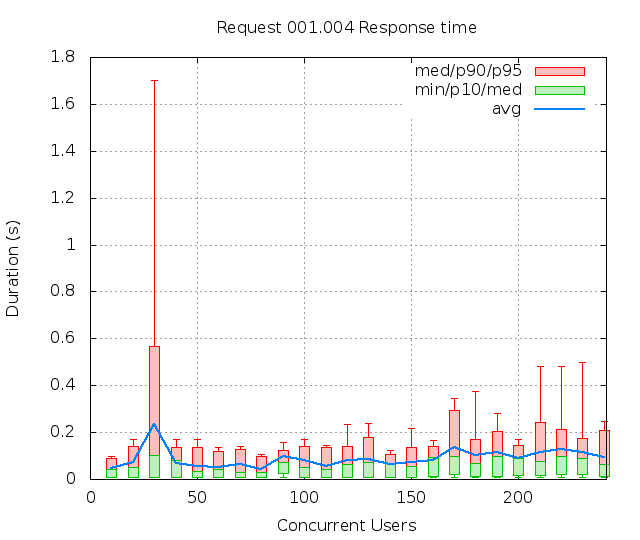 Request 001.004 Response time
med/p90/p95
min/p10/med
avg
1.8
1.6
1.4
1.2
1
0.8
0.6
0.4
0.2
0
0 50 100 150 200
Duration (s)
Concurrent Users